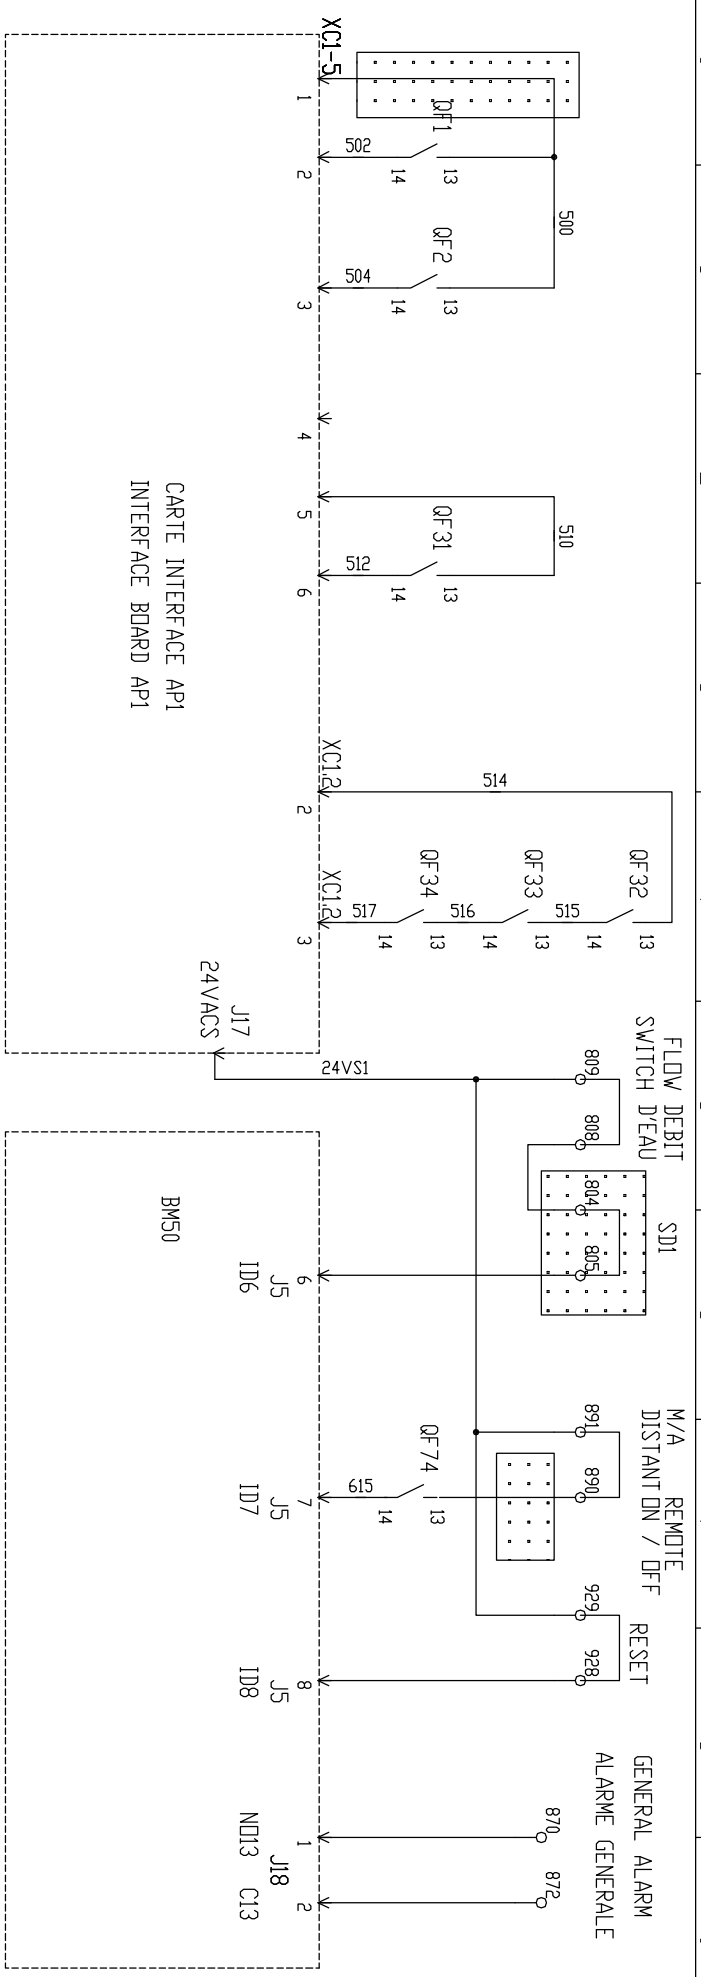 XC1-5
1
2
502
QF1
14
13
500
3
504
QF2
14
13
4
5
510
6
512
QF31
14
13
CARTE INTERFACE AP1
INTERFACE BOARD AP1
XC1.2
2
514
XC1.2
3
517
QF34
14
13
516
QF33
14
13
515
QF32
14
13
J17
24VACS
24VS1
FLOW DEBIT
SWITCH D'EAU
809
808
804
805
SD1
BM50
6
J5
ID6
M/A REMOTE
DISTANT ON / OFF
891
890
QF74
615
14
13
7
J5
ID7
RESET
929
928
8
J5
ID8
GENERAL ALARM
ALARME GENERALE
870
872
1
2
J18
NO13
C13